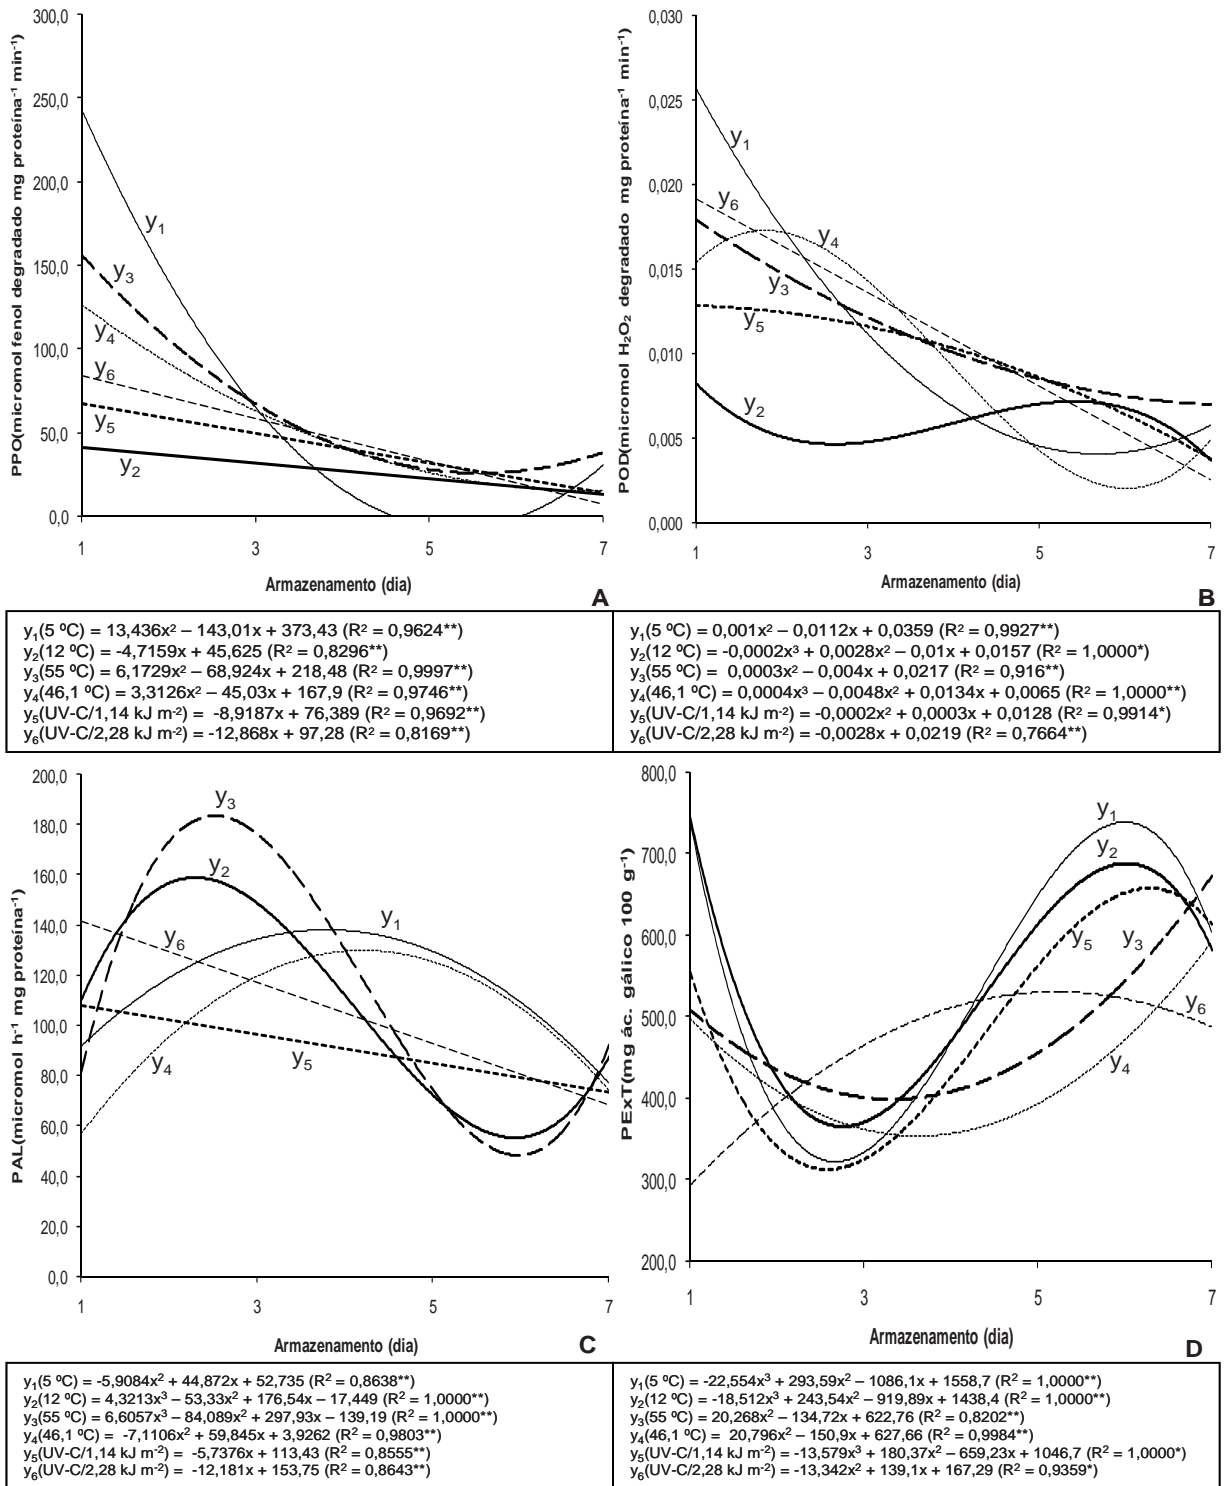 300,0
250,0
200,0
150,0
100,0
50,0
0,0
PPO(micromol fenol degradado mg proteína⁻¹ min⁻¹)
y₁
y₃
y₄
y₆
y₅
y₂
1 3 5 7
Armazenamento (dia)
A
0,030
0,025
0,020
0,015
0,010
0,005
0,000
POD(micromol H₂O₂ degradado mg proteína⁻¹ min⁻¹)
y₁
y₆
y₄
y₃
y₅
y₂
1 3 5 7
Armazenamento (dia)
B
y₁(5 ºC) = 13,436x² – 143,01x + 373,43 (R² = 0,9624**)
y₂(12 ºC) = -4,7159x + 45,625 (R² = 0,8296**)
y₃(55 ºC) = 6,1729x² – 68,924x + 218,48 (R² = 0,9997**)
y₄(46,1 ºC) = 3,3126x² – 45,03x + 167,9 (R² = 0,9746**)
y₅(UV-C/1,14 kJ m⁻²) = -8,9187x + 76,389 (R² = 0,9692**)
y₆(UV-C/2,28 kJ m⁻²) = -12,868x + 97,28 (R² = 0,8169**)
y₁(5 ºC) = 0,001x² – 0,0112x + 0,0359 (R² = 0,9927**)
y₂(12 ºC) = -0,0002x³ + 0,0028x² – 0,01x + 0,0157 (R² = 1,0000*)
y₃(55 ºC) = 0,0003x² – 0,004x + 0,0217 (R² = 0,916**)
y₄(46,1 ºC) = 0,0004x³ – 0,0048x² + 0,0134x + 0,0065 (R² = 1,0000**)
y₅(UV-C/1,14 kJ m⁻²) = -0,0002x² + 0,0003x + 0,0128 (R² = 0,9914*)
y₆(UV-C/2,28 kJ m⁻²) = -0,0028x + 0,0219 (R² = 0,7664**)
200,0
180,0
160,0
140,0
120,0
100,0
80,0
60,0
40,0
20,0
0,0
PAL(micromol h⁻¹ mg proteína⁻¹)
y₃
y₂
y₁
y₆
y₅
y₄
1 3 5 7
Armazenamento (dia)
C
800,0
700,0
600,0
500,0
400,0
300,0
200,0
PExT(mg ác. gálico 100 g⁻¹)
y₁
y₂
y₅
y₃
y₆
y₄
1 3 5 7
Armazenamento (dia)
D
y₁(5 ºC) = -5,9084x² + 44,872x + 52,735 (R² = 0,8638**)
y₂(12 ºC) = 4,3213x³ – 53,33x² + 176,54x – 17,449 (R² = 1,0000**)
y₃(55 ºC) = 6,6057x³ – 84,089x² + 297,93x – 139,19 (R² = 1,0000**)
y₄(46,1 ºC) = -7,1106x² + 59,845x + 3,9262 (R² = 0,9803**)
y₅(UV-C/1,14 kJ m⁻²) = -5,7376x + 113,43 (R² = 0,8555**)
y₆(UV-C/2,28 kJ m⁻²) = -12,181x + 153,75 (R² = 0,8643**)
y₁(5 ºC) = -22,554x³ + 293,59x² – 1086,1x + 1558,7 (R² = 1,0000**)
y₂(12 ºC) = -18,512x³ + 243,54x² – 919,89x + 1438,4 (R² = 1,0000**)
y₃(55 ºC) = 20,268x² – 134,72x + 622,76 (R² = 0,8202**)
y₄(46,1 ºC) = 20,796x² – 150,9x + 627,66 (R² = 0,9984**)
y₅(UV-C/1,14 kJ m⁻²) = -13,579x³ + 180,37x² – 659,23x + 1046,7 (R² = 1,0000*)
y₆(UV-C/2,28 kJ m⁻²) = -13,342x² + 139,1x + 167,29 (R² = 0,9359*)